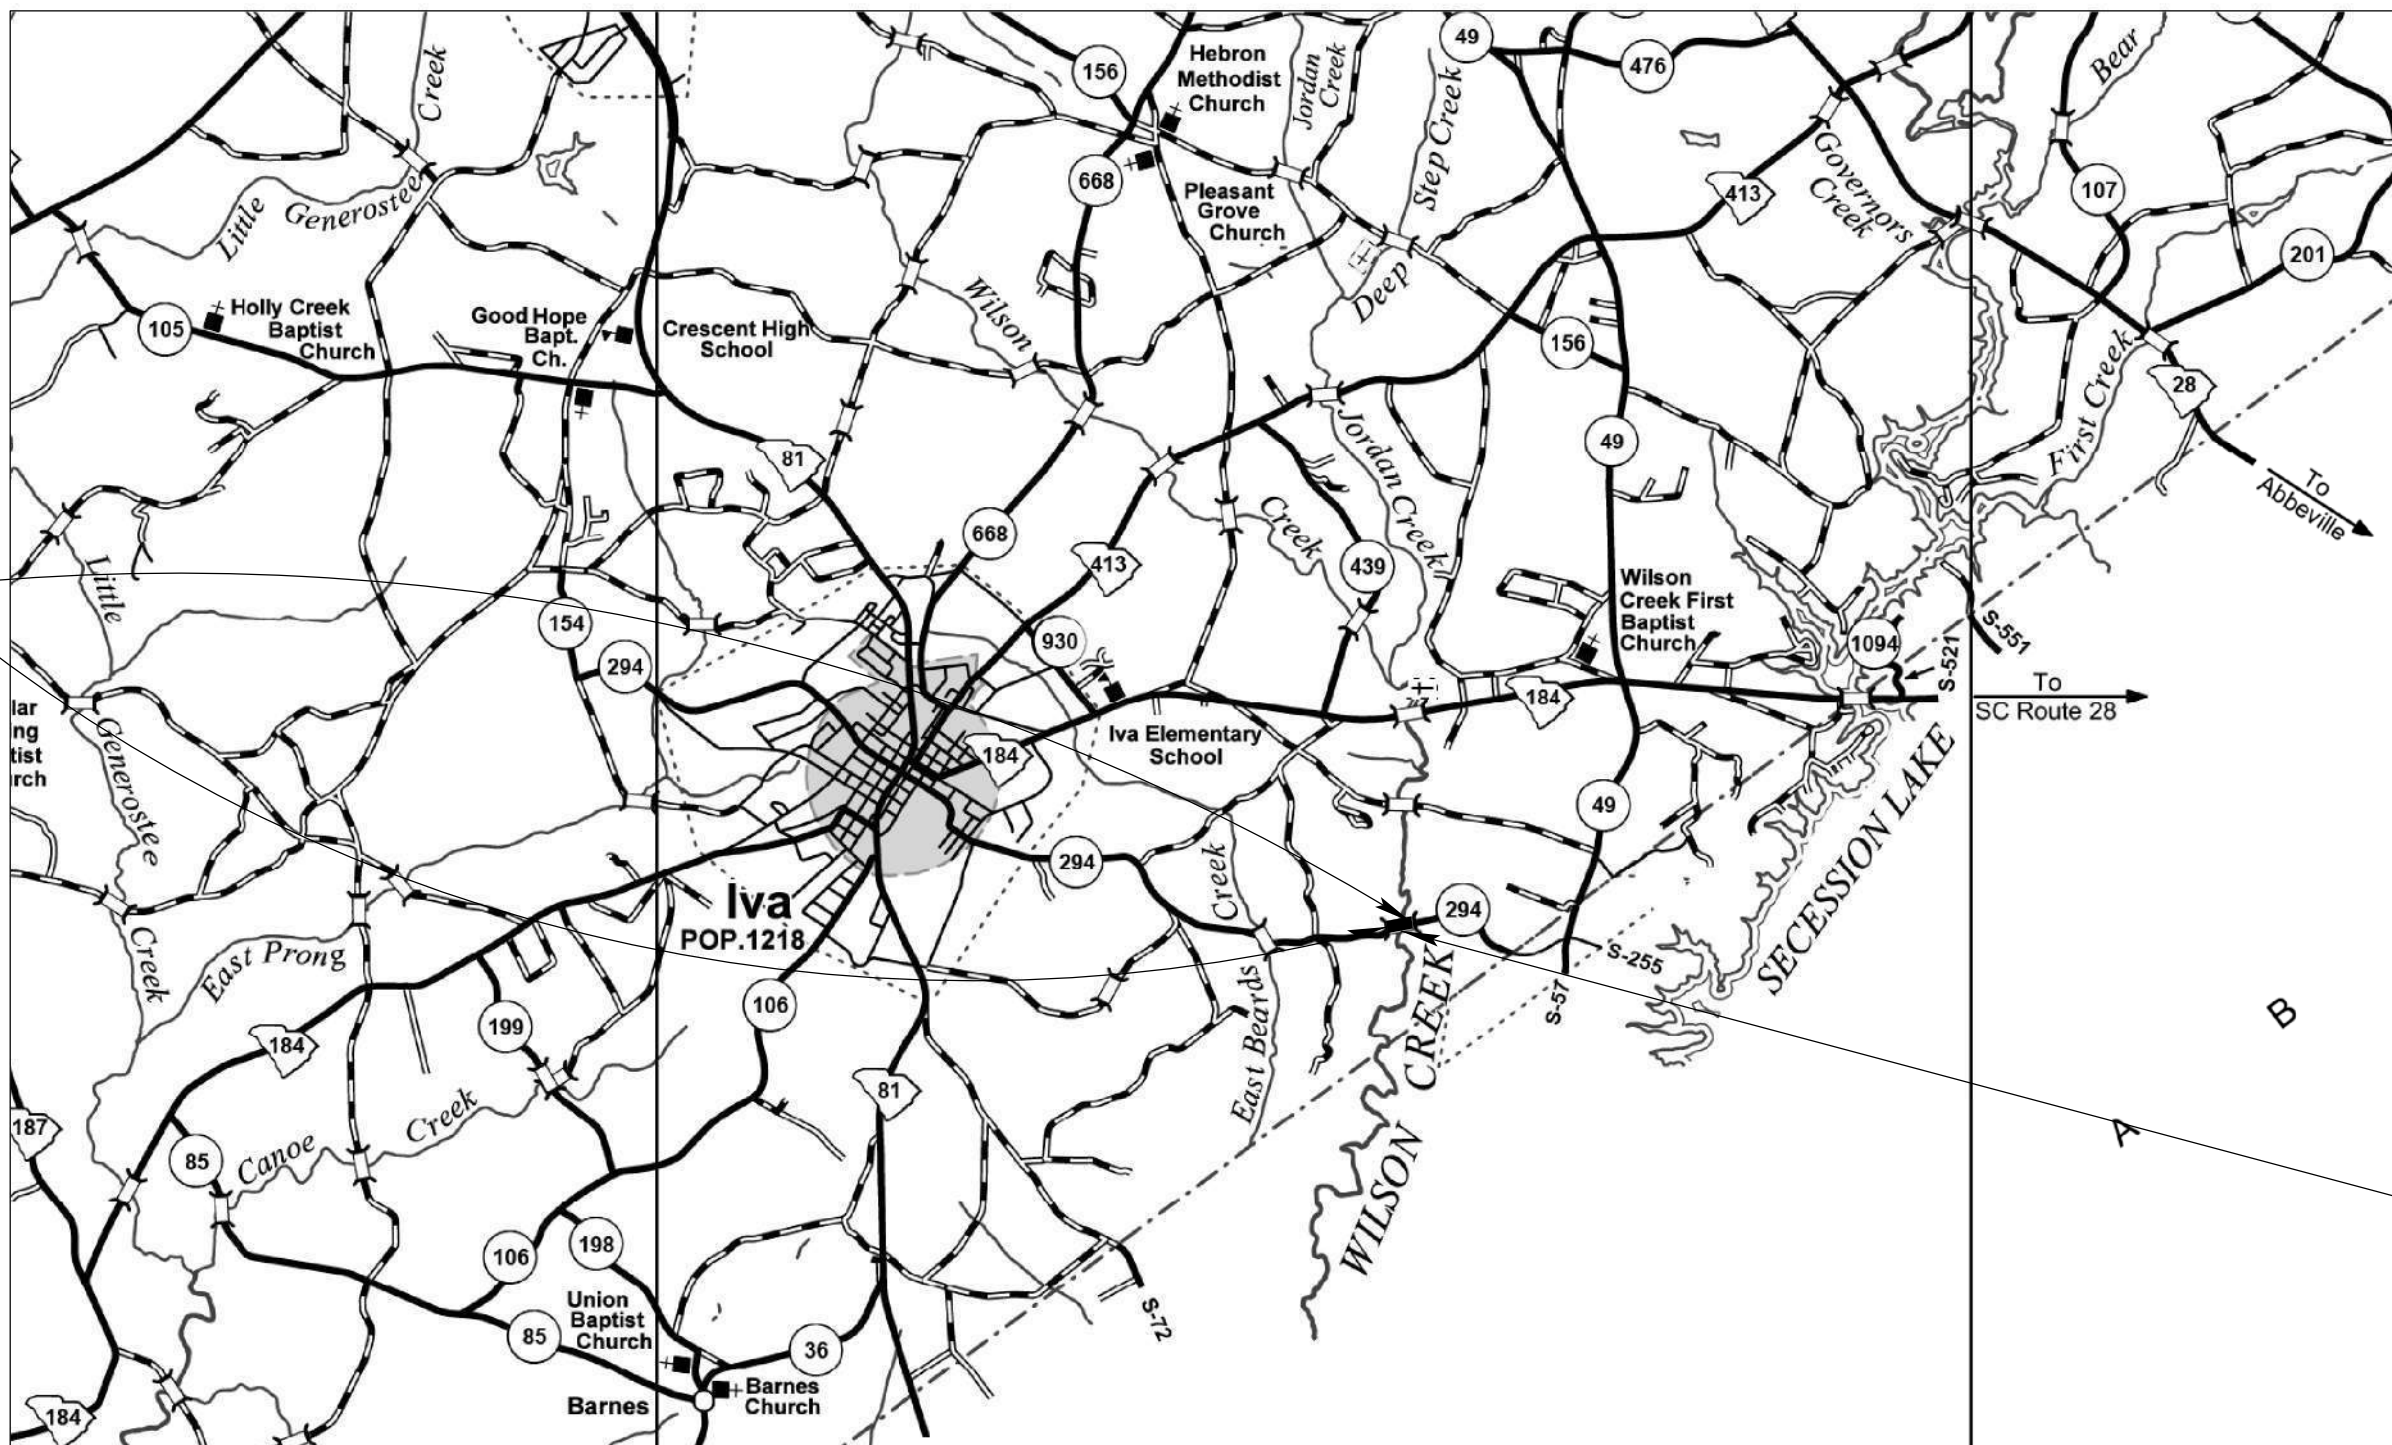 49
476
156
Hebron
Methodist
Church
Jordan
Creek
Step Creek
Bear
Creek
Little
Generostee
668
Pleasant
Grove
Church
413
Governors
Creek
107
201
Deep
Wilson
105
Holly Creek
Baptist
Church
Good Hope
Bapt.
Ch.
Crescent High
School
156
First Creek
28
81
49
Jordan Creek
To
Abbeville
668
413
Creek
439
Little
Wilson
Creek First
Baptist
Church
154
294
930
1094
S-521
S-551
To
SC Route 28
184
184
Iva Elementary
School
lar
ng
tist
irch
Generostee
49
SECESSION LAKE
294
Creek
294
Iva
POP.1218
S-255
Creek
East Prong
106
199
184
East Beards
CREEK
WILSON
S-57
B
A
187
81
Creek
Canoe
85
106
198
Union
Baptist
Church
S-72
85
36
Barnes
Barnes
Church
184